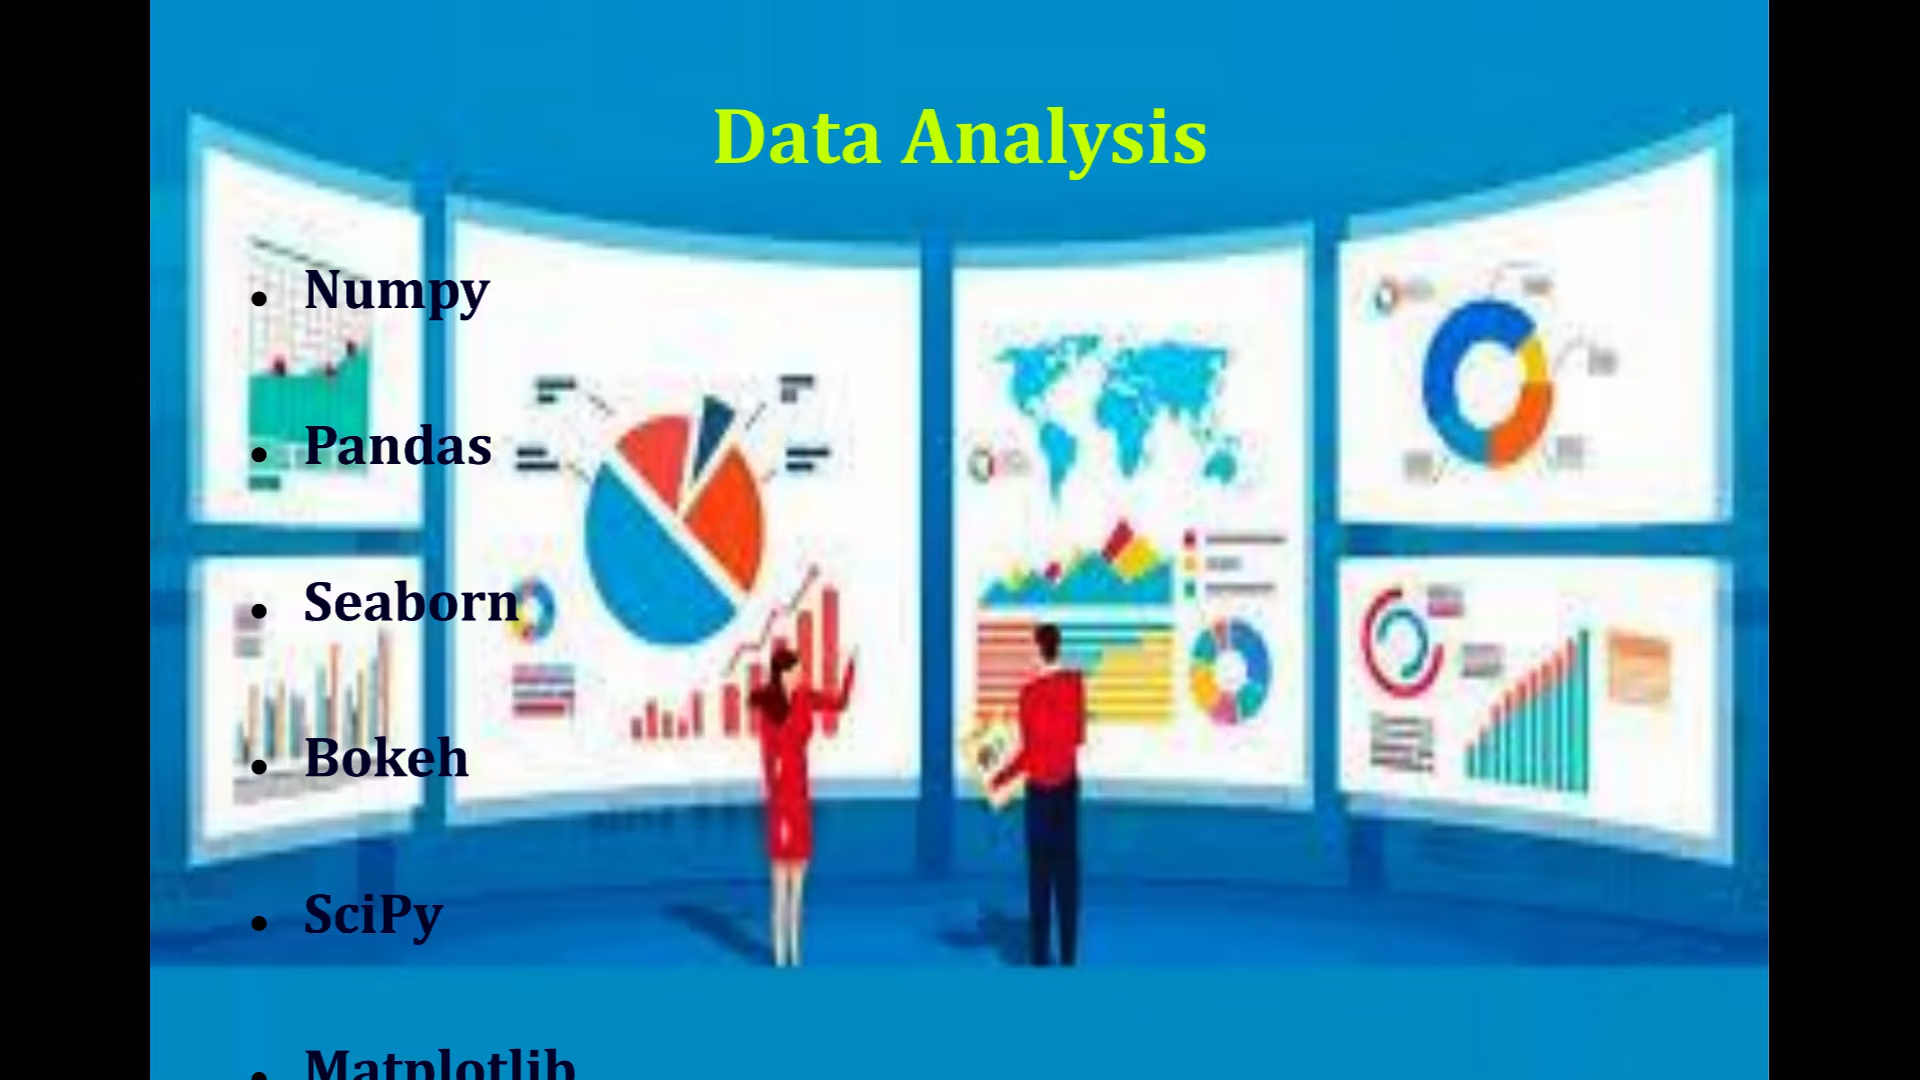 Data Analysis
• Numpy
• Pandas
• Seaborn
• Bokeh
• SciPy
• Matplotlib